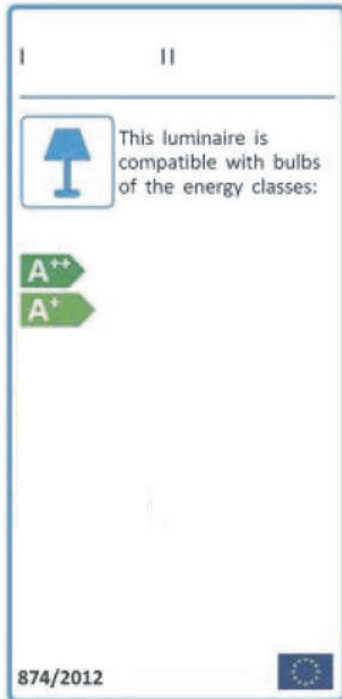 I II
This luminaire is
compatible with bulbs
of the energy classes:
A++
A+
874/2012